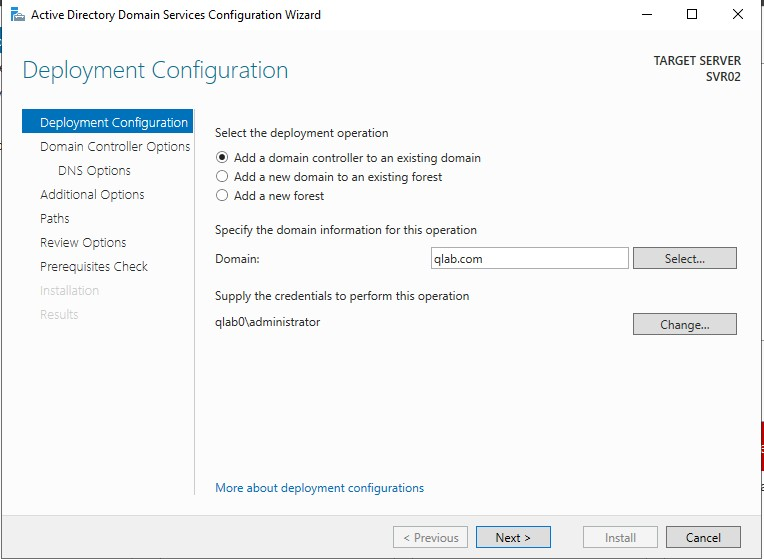 Active Directory Domain Services Configuration Wizard
Deployment Configuration
TARGET SERVER
SVR02
Deployment Configuration
Domain Controller Options
DNS Options
Additional Options
Paths
Review Options
Prerequisites Check
Installation
Results
Select the deployment operation
Add a domain controller to an existing domain
Add a new domain to an existing forest
Add a new forest
Specify the domain information for this operation
Domain:
qlab.com
Select...
Supply the credentials to perform this operation
qlab0\administrator
Change...
More about deployment configurations
< Previous
Next >
Install
Cancel